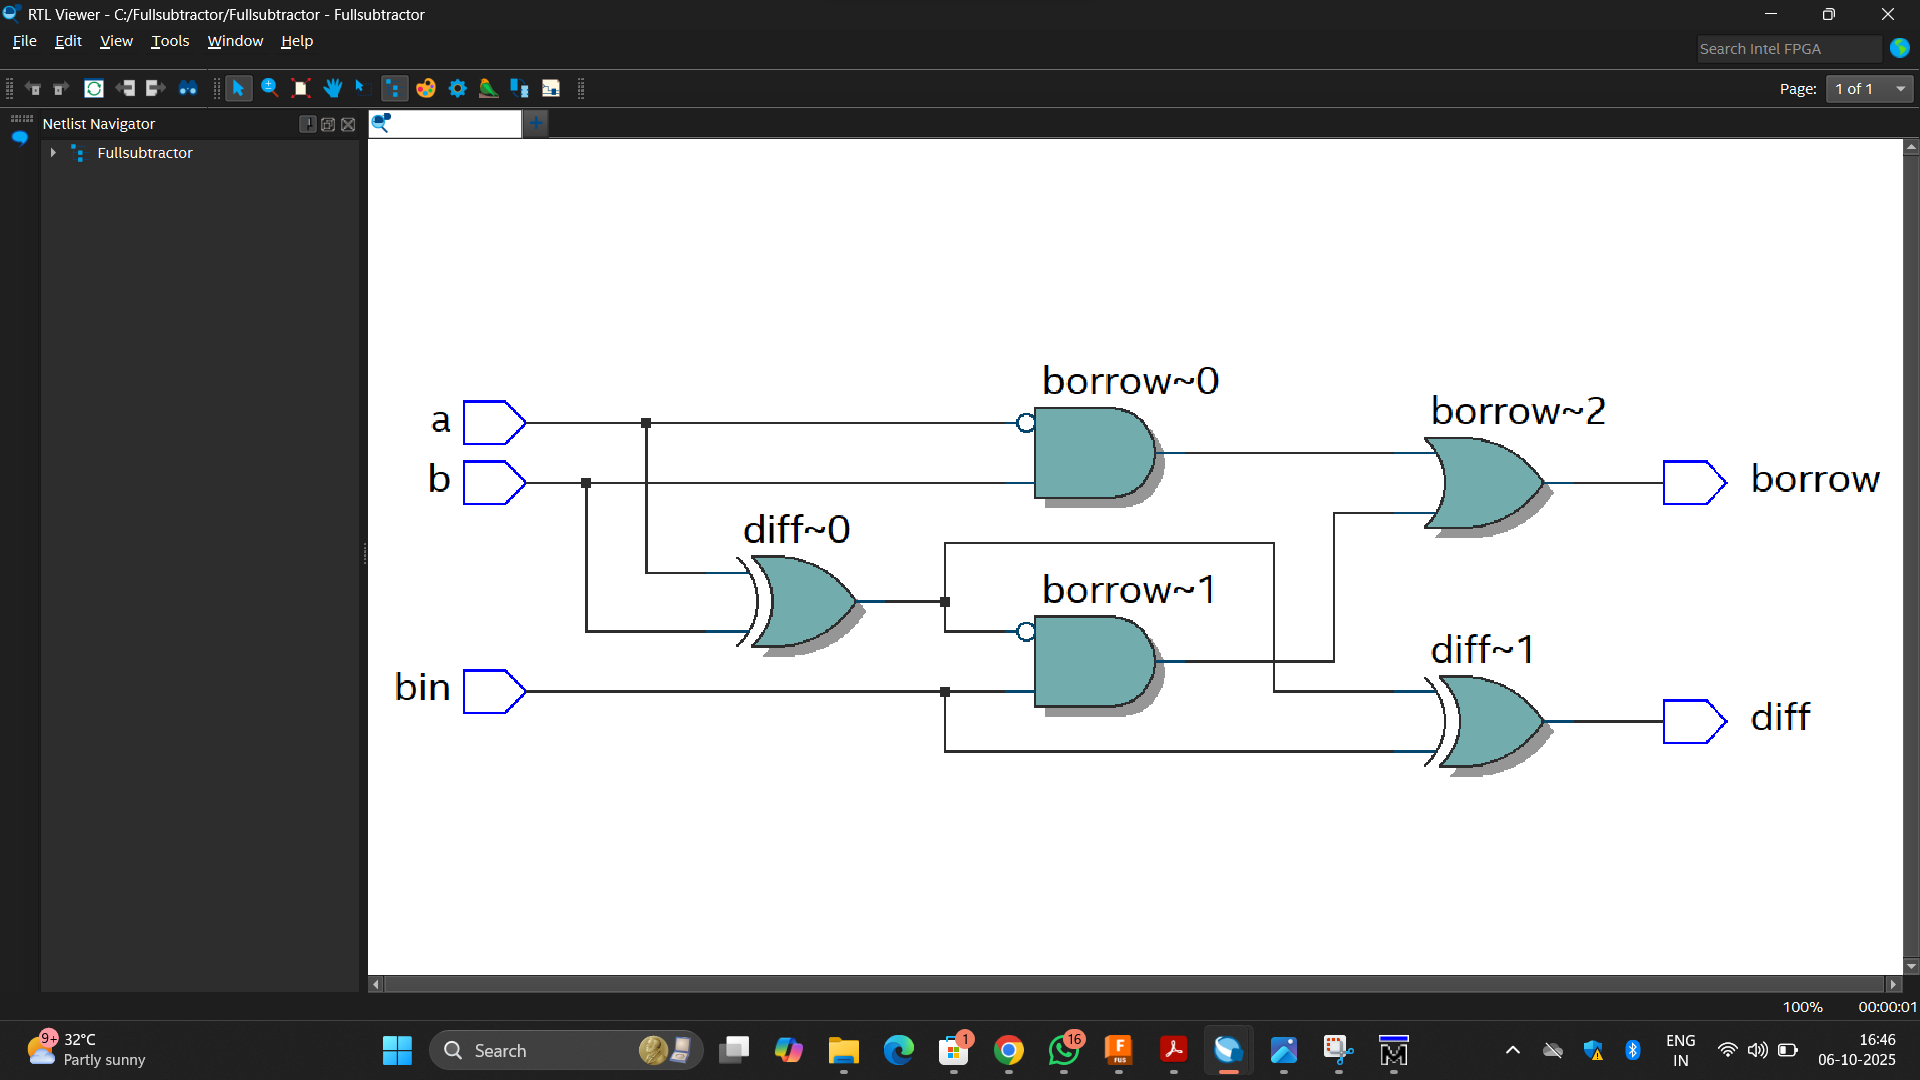 RTL Viewer - C:/Fullsubtractor/Fullsubtractor - Fullsubtractor
File Edit View Tools Window Help
Search Intel FPGA
Page: 1 of 1
Netlist Navigator
Fullsubtractor
borrow~0
a
borrow~2
b
borrow
diff~0
borrow~1
diff~1
bin
diff
100% 00:00:01
9+ 32°C
Partly sunny
Search
1
16
F
FUS
M
ENG
IN
16:46
06-10-2025